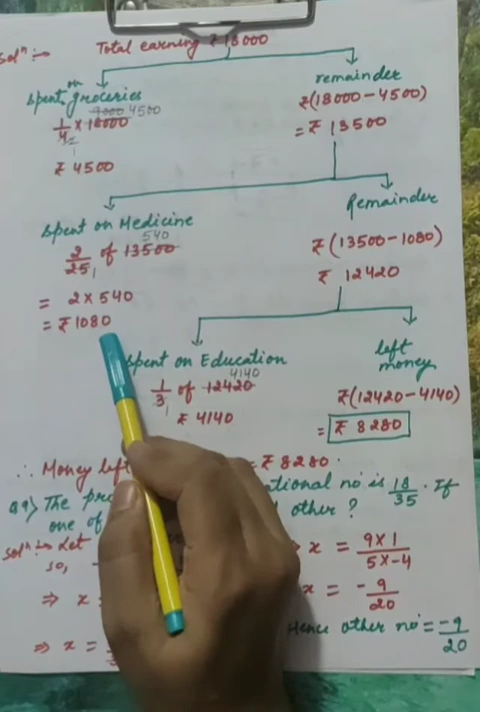 Solⁿ :-
Total earning ₹ 18000
Spent on groceries
1/4 × 18000 9000 4500
₹ 4500
remainder
₹(18000-4500)
= ₹ 13500
Spent on Medicine
2/25 of 13500 540
= 2 × 540
= ₹1080
Remainder
₹(13500-1080)
₹ 12420
spent on Education
1/3 of 12420 4140
₹ 4140
left money
₹(12420-4140)
= ₹ 8280
∴ Money left = ₹ 8280.
The no is 18/35. If
one of other?
Solⁿ :- Let
so,
⇒ x =
⇒ x =
x = 9×1/5×-4
x = -9/20
Hence other no = -9/20